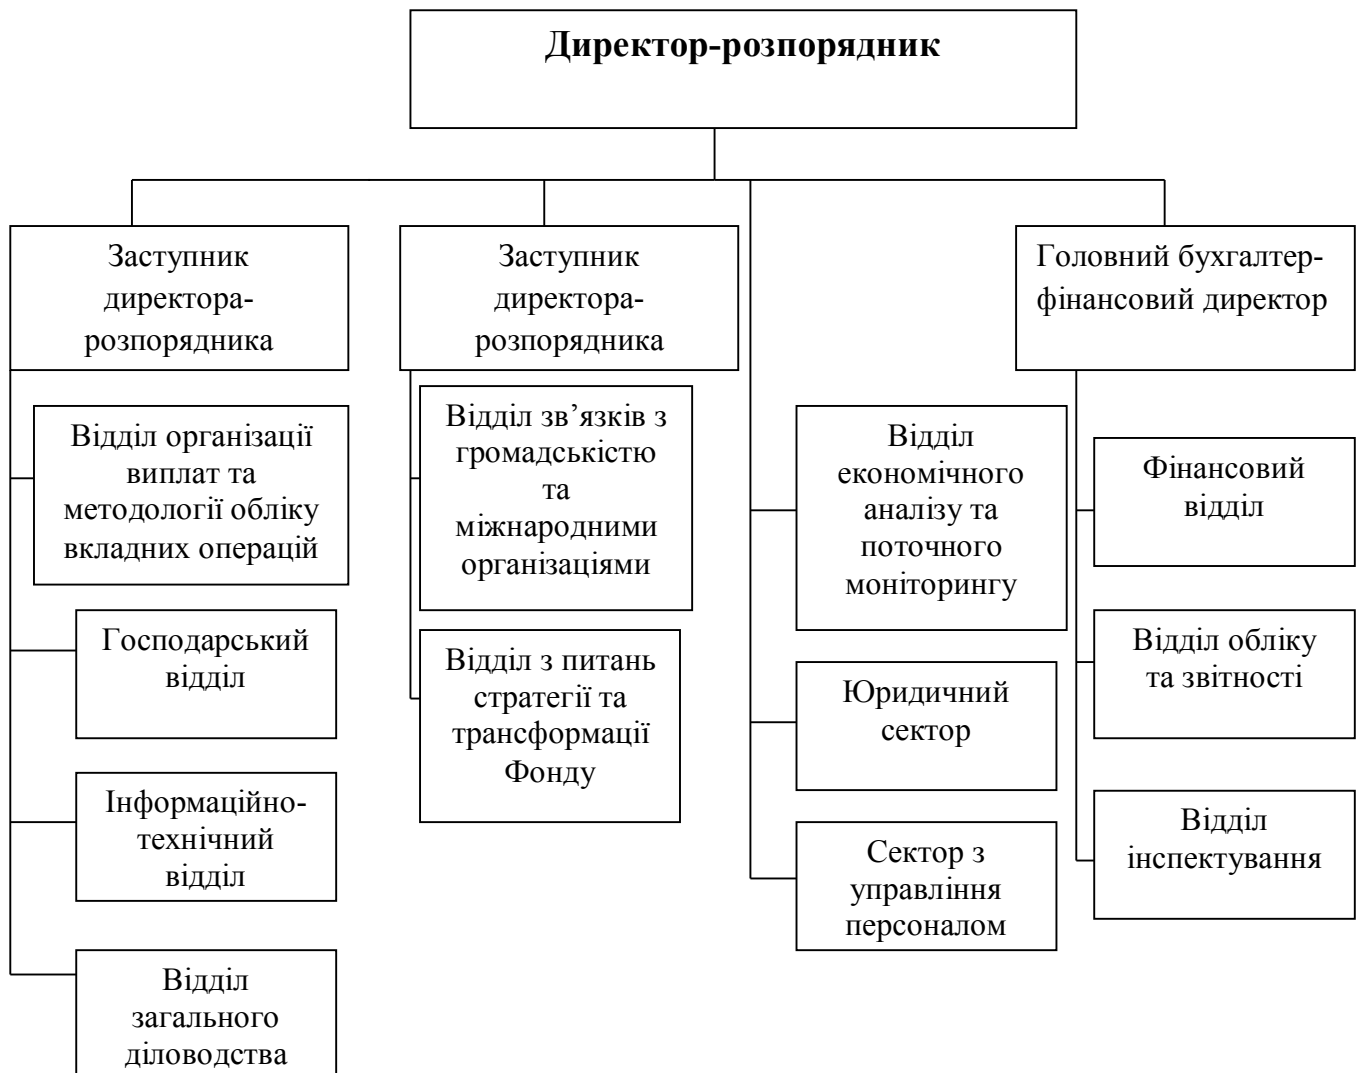 Директор-розпорядник
Заступник
директора-
розпорядника
Заступник
директора-
розпорядника
Головний бухгалтер-
фінансовий директор
Відділ організації
виплат та
методології обліку
вкладних операцій
Господарський
відділ
Інформаційно-
технічний
відділ
Відділ
загального
діловодства
Відділ зв’язків з
громадськістю
та
міжнародними
організаціями
Відділ з питань
стратегії та
трансформації
Фонду
Відділ
економічного
аналізу та
поточного
моніторингу
Юридичний
сектор
Сектор з
управління
персоналом
Фінансовий
відділ
Відділ обліку
та звітності
Відділ
інспектування